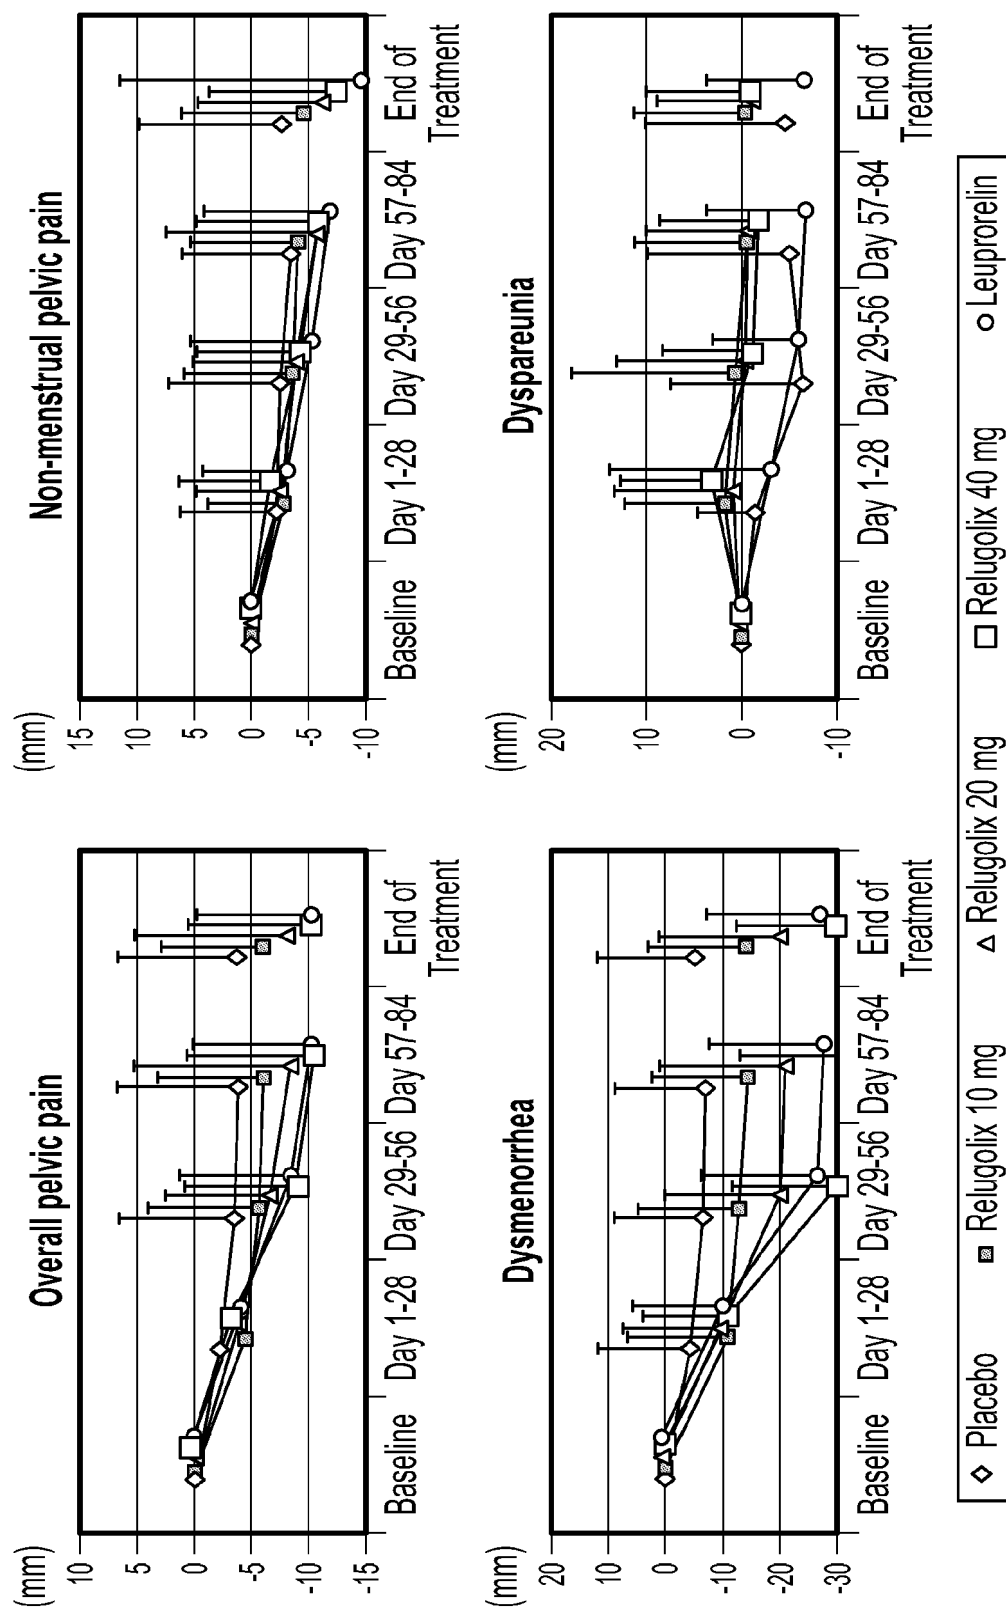 Overall pelvic pain
(mm)
10
5
0
-5
-10
-15
Baseline
Day 1-28
Day 29-56
Day 57-84
End of
Treatment
Non-menstrual pelvic pain
(mm)
15
10
5
0
-5
-10
Baseline
Day 1-28
Day 29-56
Day 57-84
End of
Treatment
Dysmenorrhea
(mm)
20
10
0
-10
-20
-30
Baseline
Day 1-28
Day 29-56
Day 57-84
End of
Treatment
Dyspareunia
(mm)
20
10
0
-10
Baseline
Day 1-28
Day 29-56
Day 57-84
End of
Treatment
Placebo
Relugolix 10 mg
Relugolix 20 mg
Relugolix 40 mg
Leuprorelin